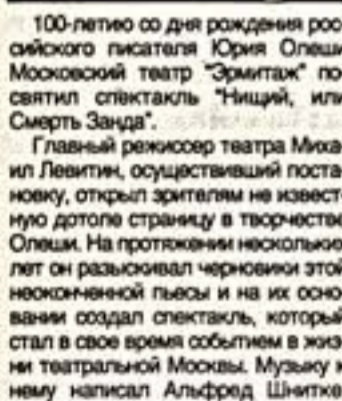 100-летию со дня рождения рос-
сийского писателя Юрия Олеши
Московский театр "Эрмитаж" по-
святил спектакль "Нищий, или
Смерть Занда".
Главный режиссер театра Миха-
ил Левитин, осуществивший поста-
новку, открыл зрителям не извест-
ную дотоле страницу в творчестве
Олеши. На протяжении нескольких
лет он разыскивал черновики этой
неоконченной пьесы и на их осно-
вании создал спектакль, который
стал в свое время событием в жиз-
ни театральной Москвы. Музыку к
нему написал Альфред Шнитке